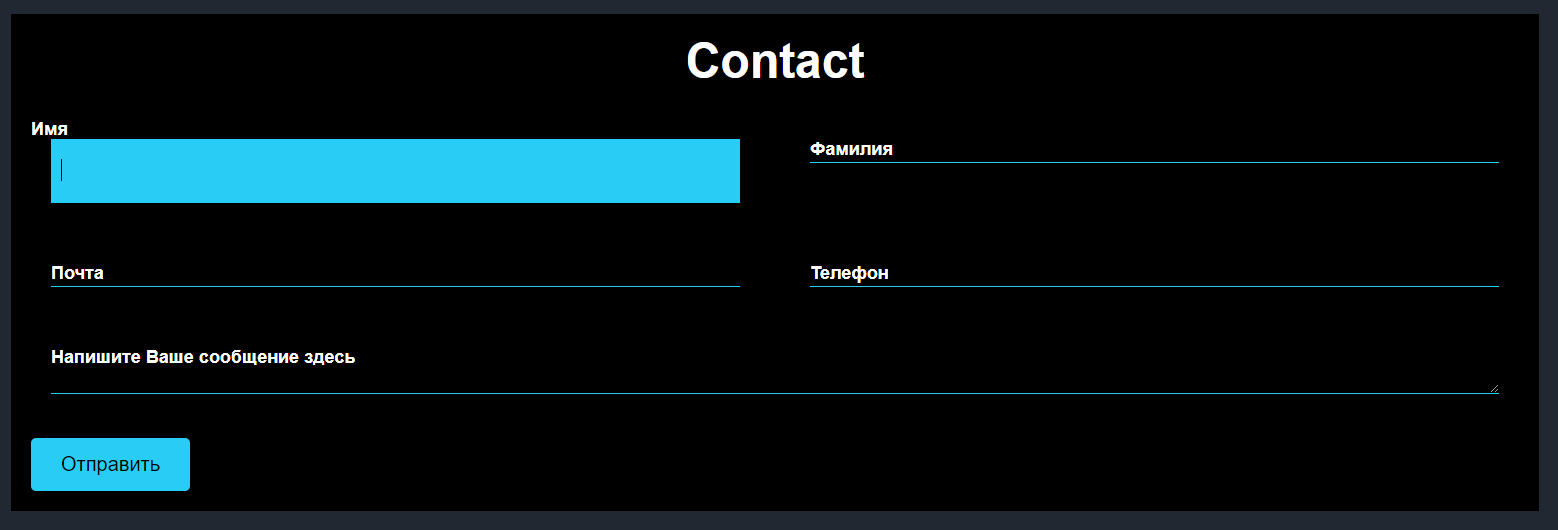 Contact
Имя
Фамилия
Почта
Телефон
Напишите Ваше сообщение здесь
Отправить